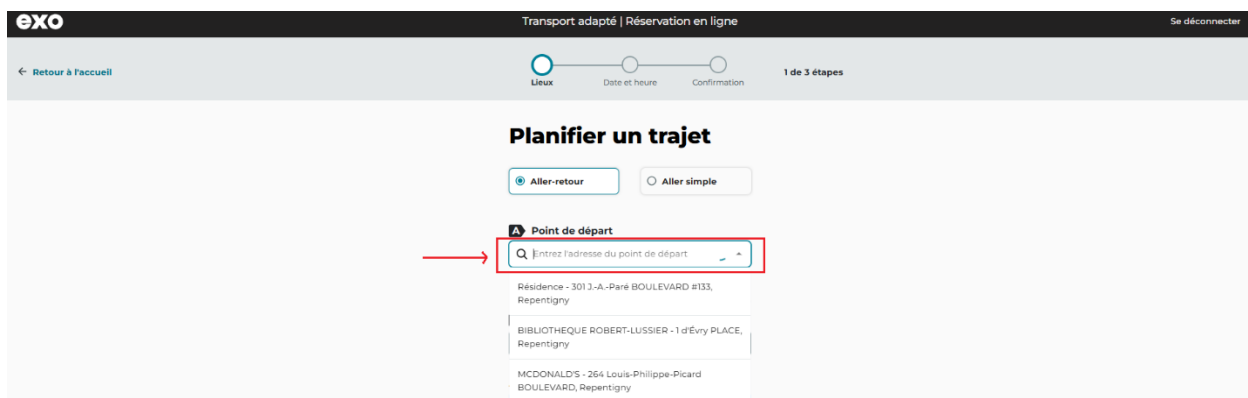 exo
Transport adapté | Réservation en ligne
Se déconnecter
← Retour à l'accueil
Lieux
Date et heure
Confirmation
1 de 3 étapes
Planifier un trajet
Aller-retour
Aller simple
A Point de départ
Entrez l'adresse du point de départ
Résidence - 301 J.-A.-Paré BOULEVARD #133,
Repentigny
BIBLIOTHEQUE ROBERT-LUSSIER - 1 d'Évry PLACE,
Repentigny
MCDONALD'S - 264 Louis-Philippe-Picard
BOULEVARD, Repentigny